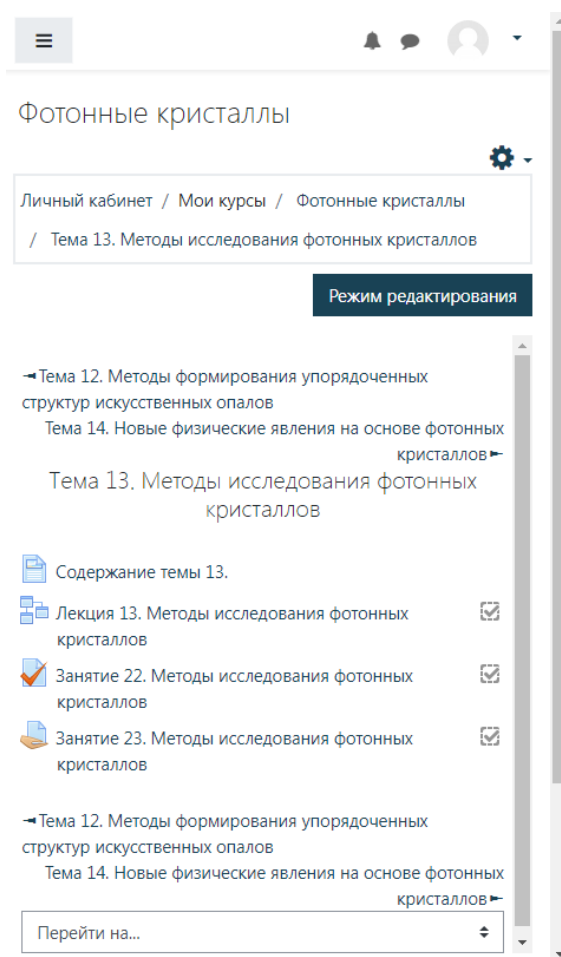 Фотонные кристаллы
Личный кабинет / Мои курсы / Фотонные кристаллы
/ Тема 13. Методы исследования фотонных кристаллов
Режим редактирования
Тема 12. Методы формирования упорядоченных
структур искусственных опалов
Тема 14. Новые физические явления на основе фотонных
кристаллов
Тема 13. Методы исследования фотонных
кристаллов
Содержание темы 13.
Лекция 13. Методы исследования фотонных
кристаллов
Занятие 22. Методы исследования фотонных
кристаллов
Занятие 23. Методы исследования фотонных
кристаллов
Тема 12. Методы формирования упорядоченных
структур искусственных опалов
Тема 14. Новые физические явления на основе фотонных
кристаллов
Перейти на...